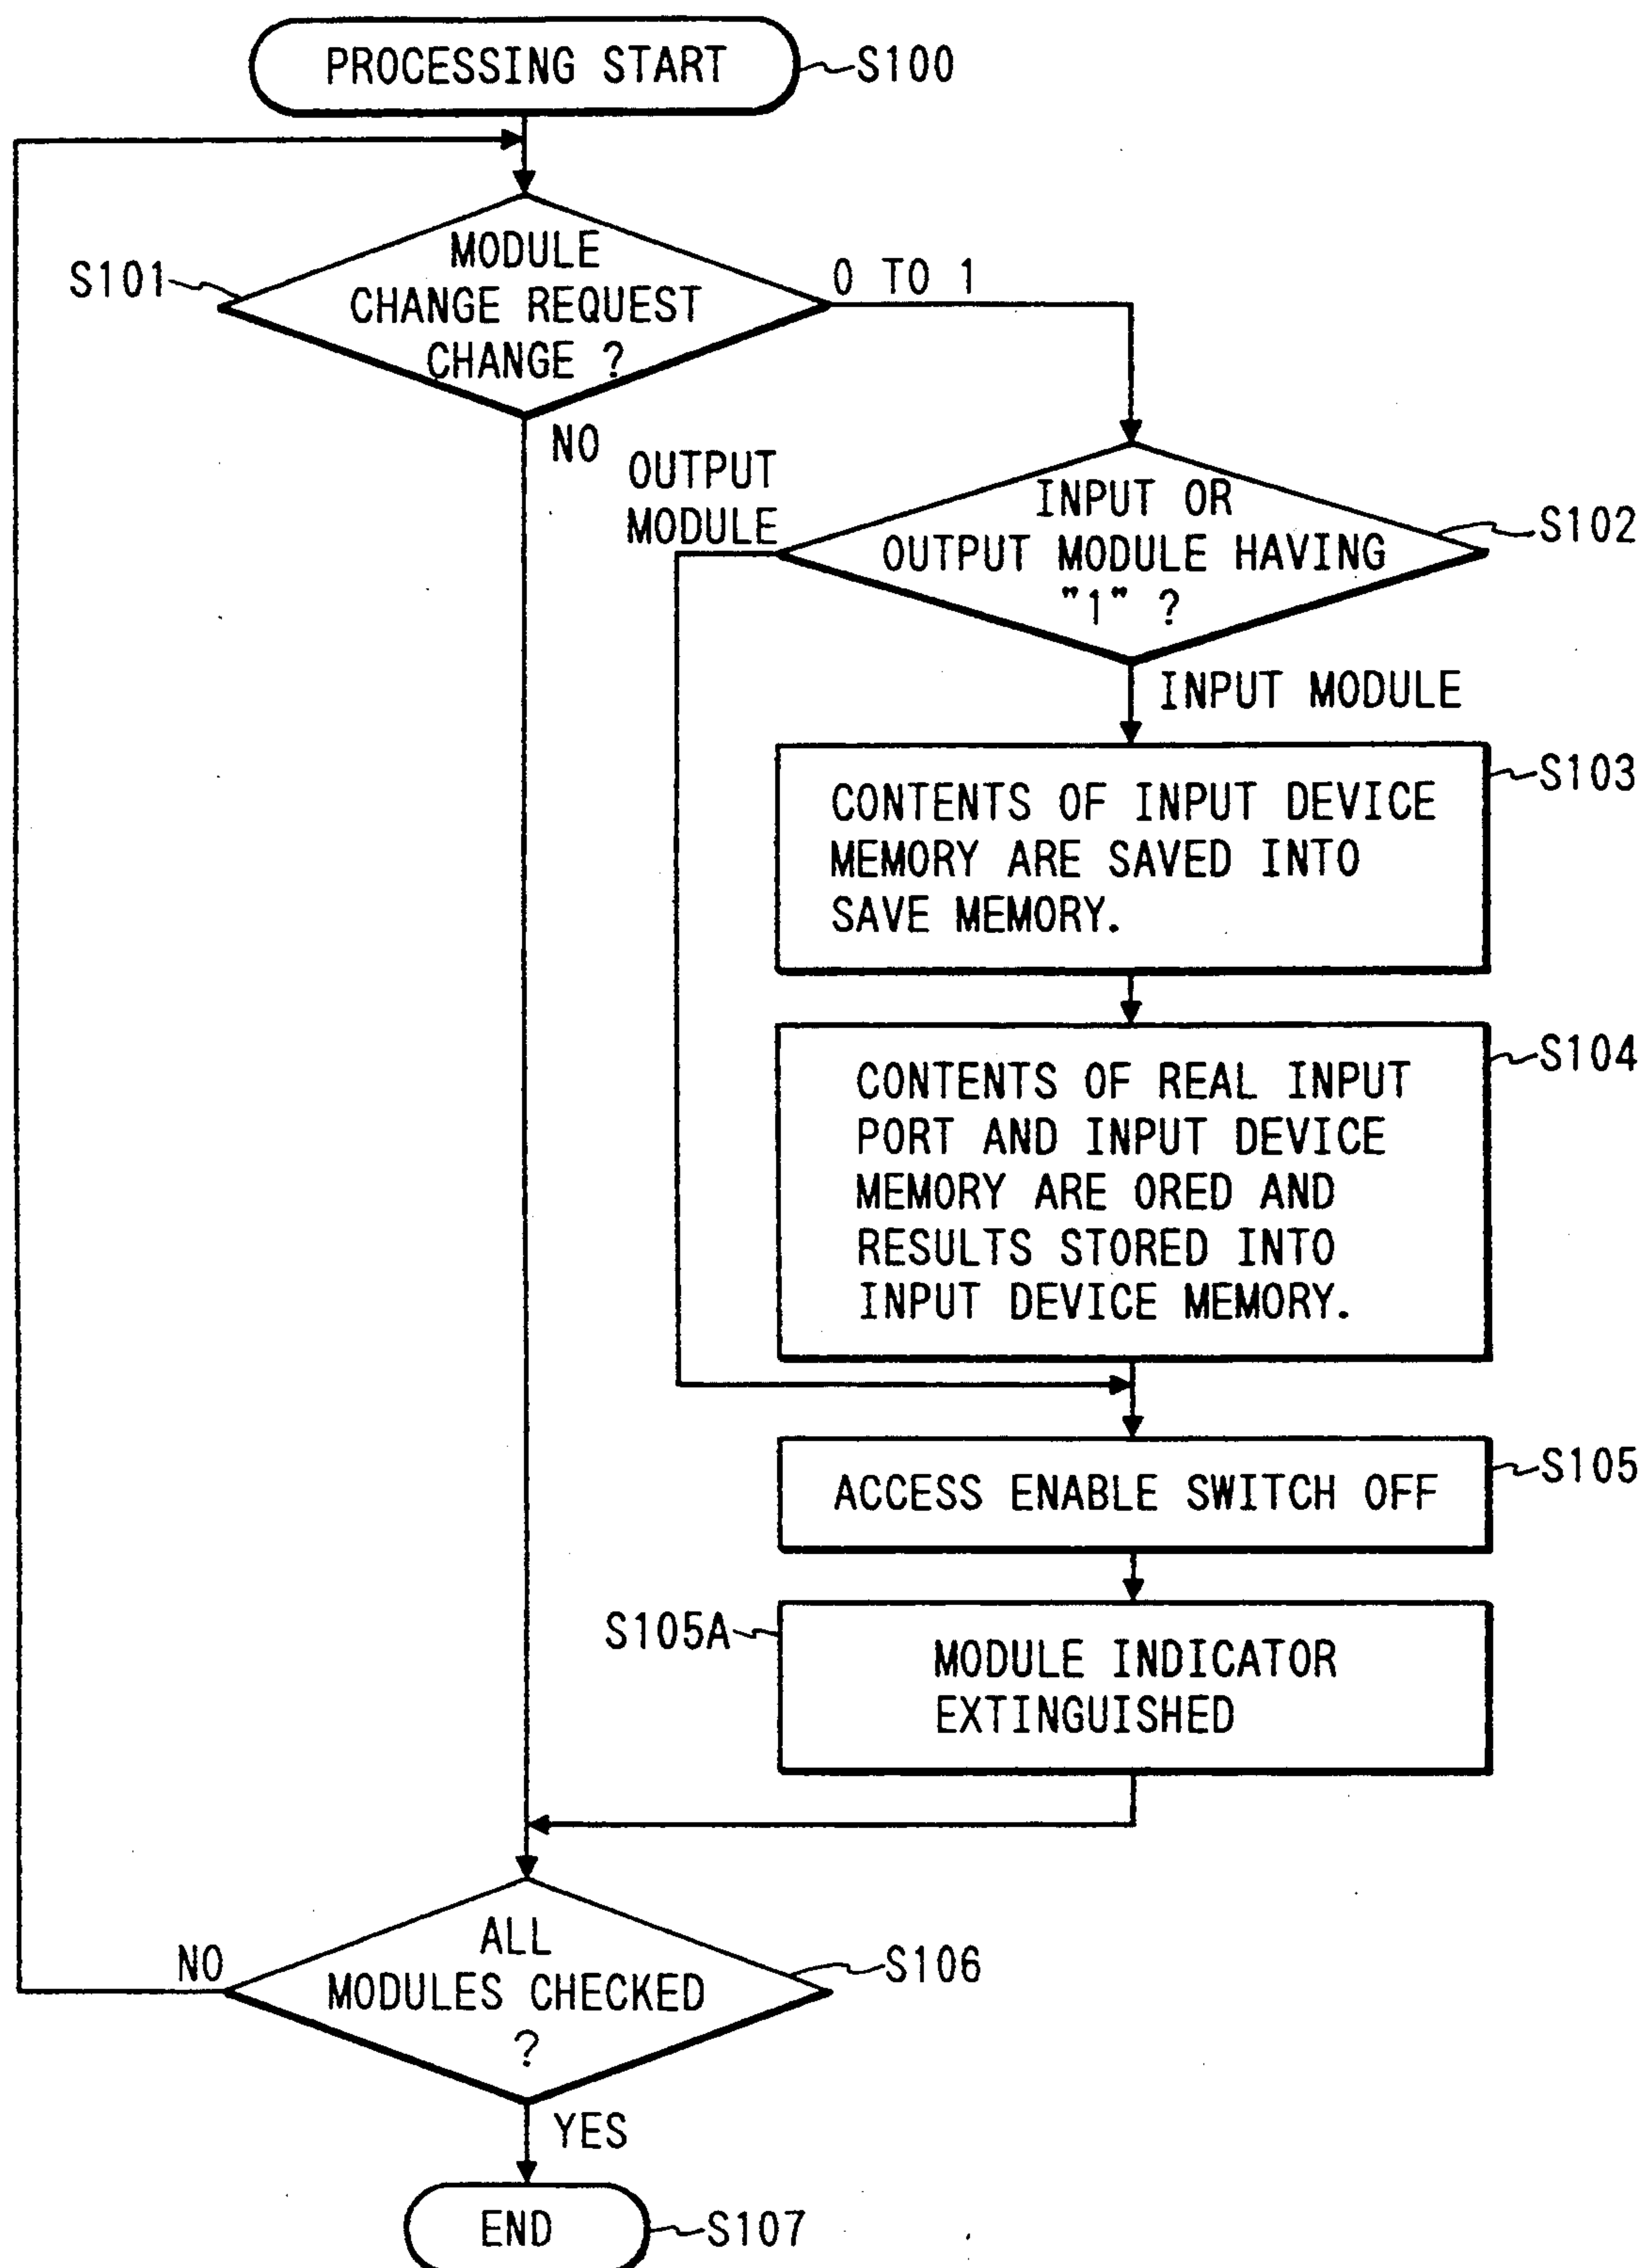 PROCESSING START
S100
S101
MODULE
CHANGE REQUEST
CHANGE ?
0 TO 1
NO
OUTPUT
MODULE
INPUT OR
OUTPUT MODULE HAVING
"1" ?
S102
INPUT MODULE
CONTENTS OF INPUT DEVICE
MEMORY ARE SAVED INTO
SAVE MEMORY.
S103
CONTENTS OF REAL INPUT
PORT AND INPUT DEVICE
MEMORY ARE ORED AND
RESULTS STORED INTO
INPUT DEVICE MEMORY.
S104
ACCESS ENABLE SWITCH OFF
S105
S105A
MODULE INDICATOR
EXTINGUISHED
NO
ALL
MODULES CHECKED
?
S106
YES
END
S107